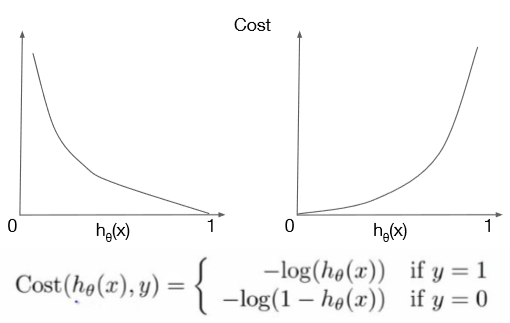 Cost
0 hθ(x) 1
0 hθ(x) 1
Cost(hθ(x), y) = { −log(hθ(x)) if y = 1
−log(1 − hθ(x)) if y = 0